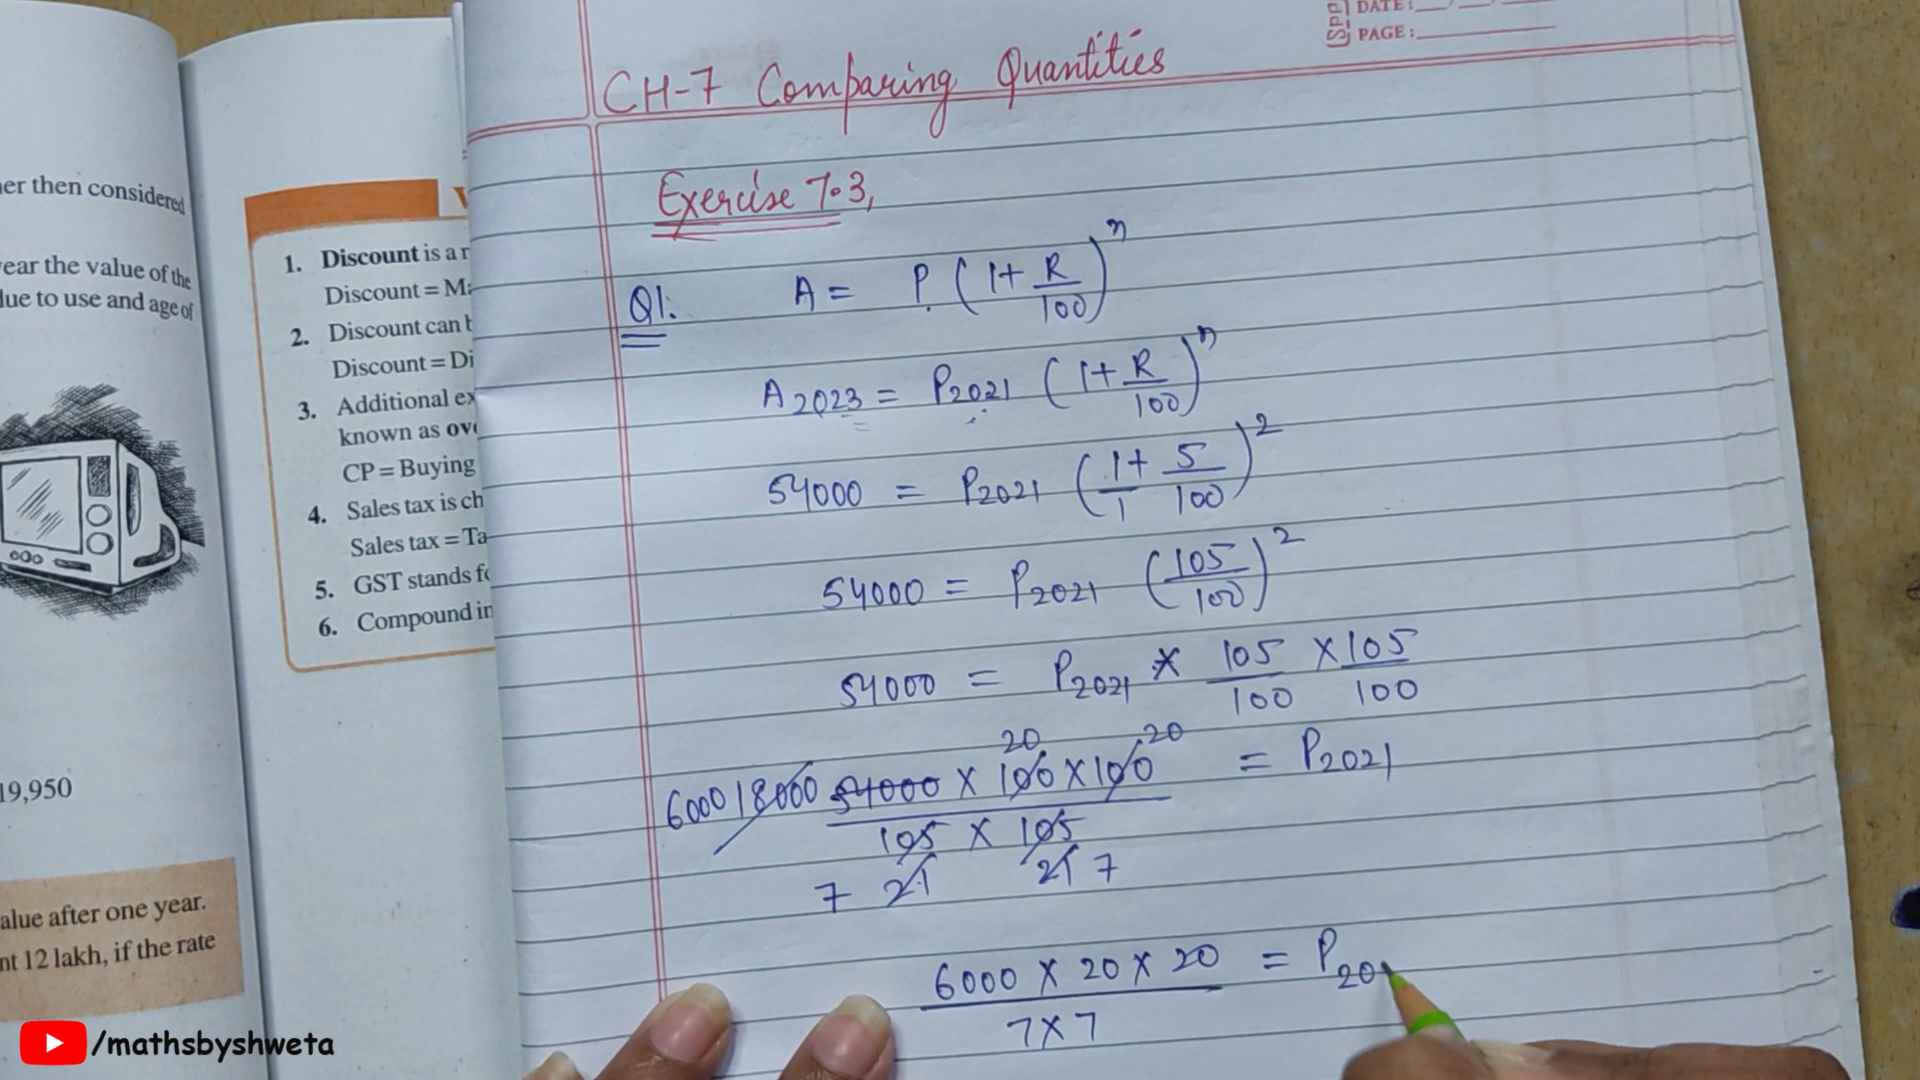 ner then considered
year the value of the
due to use and age of
19,950
alue after one year.
nt 12 lakh, if the rate
1. Discount is a r
Discount = Ma
2. Discount can b
Discount = Di
3. Additional ex
known as ove
CP = Buying
4. Sales tax is ch
Sales tax = Ta
5. GST stands fo
6. Compound in
DATE:
PAGE:
CH-7 Comparing Quantities
Exercise 7.3,
Q1. A = P (1 + R/100)^n
A2023 = P2021 (1 + R/100)^n
54000 = P2021 (1/1 + 5/100)^2
54000 = P2021 (105/100)^2
54000 = P2021 × 105/100 × 105/100
20 20
6000 18000 54000 × 100 × 100 = P2021
105 × 105
7 21 21 7
6000 × 20 × 20 = P20
7 × 7
/mathsbyshweta